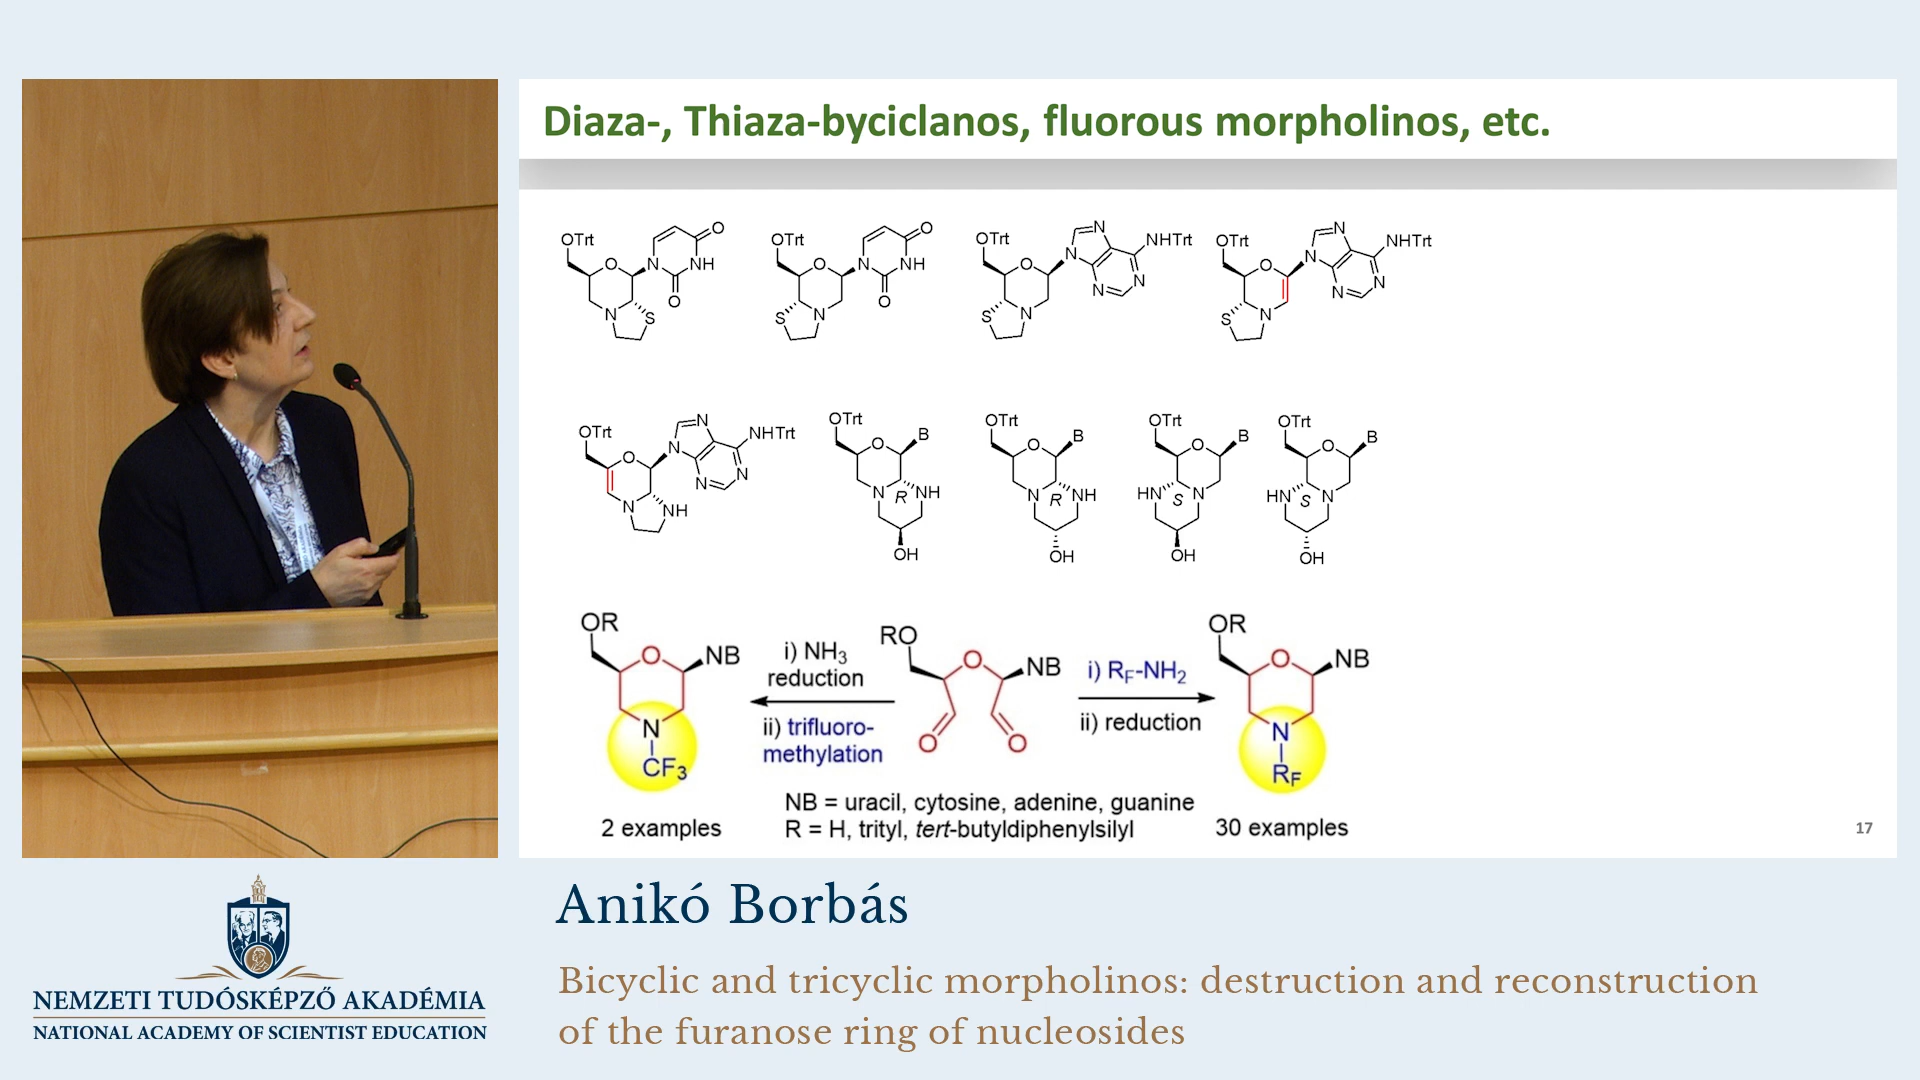 Diaza-, Thiaza-byciclanos, fluorous morpholinos, etc.
OTrt O N O NH O N S
OTrt O N O NH O S N
OTrt O N N NHTrt N N S N
OTrt O N N NHTrt N N S N
OTrt O N N NHTrt N N N NH
OTrt O B N R NH OH
OTrt O B N R NH OH
OTrt O B HN S N OH
OTrt O B HN S N OH
OR O NB N CF3
i) NH3
reduction
ii) trifluoro-
methylation
RO O NB O O
i) RF-NH2
ii) reduction
OR O NB N RF
NB = uracil, cytosine, adenine, guanine
R = H, trityl, tert-butyldiphenylsilyl
2 examples
30 examples
17
Anikó Borbás
Bicyclic and tricyclic morpholinos: destruction and reconstruction
of the furanose ring of nucleosides
NEMZETI TUDÓSKÉPZŐ AKADÉMIA
NATIONAL ACADEMY OF SCIENTIST EDUCATION